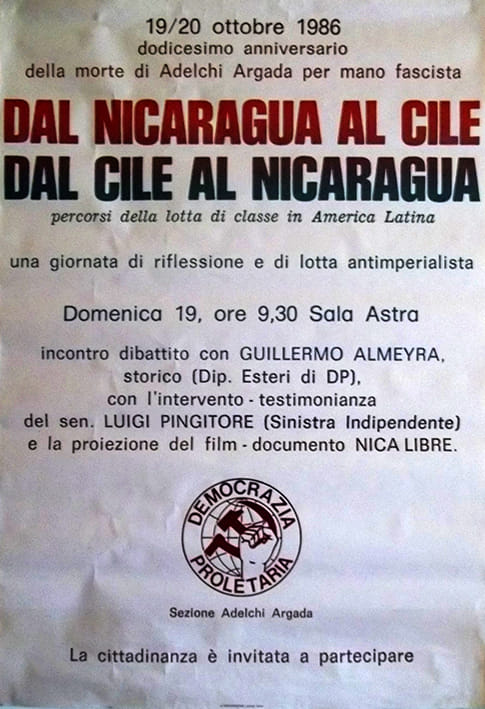 19/20 ottobre 1986
dodicesimo anniversario
della morte di Adelchi Argada per mano fascista
DAL NICARAGUA AL CILE
DAL CILE AL NICARAGUA
percorsi della lotta di classe in America Latina
una giornata di riflessione e di lotta antimperialista
Domenica 19, ore 9,30 Sala Astra
incontro dibattito con GUILLERMO ALMEYRA,
storico (Dip. Esteri di DP),
con l'intervento - testimonianza
del sen. LUIGI PINGITORE (Sinistra Indipendente)
e la proiezione del film - documento NICA LIBRE.
DEMOCRAZIA
PROLETARIA
Sezione Adelchi Argada
La cittadinanza è invitata a partecipare